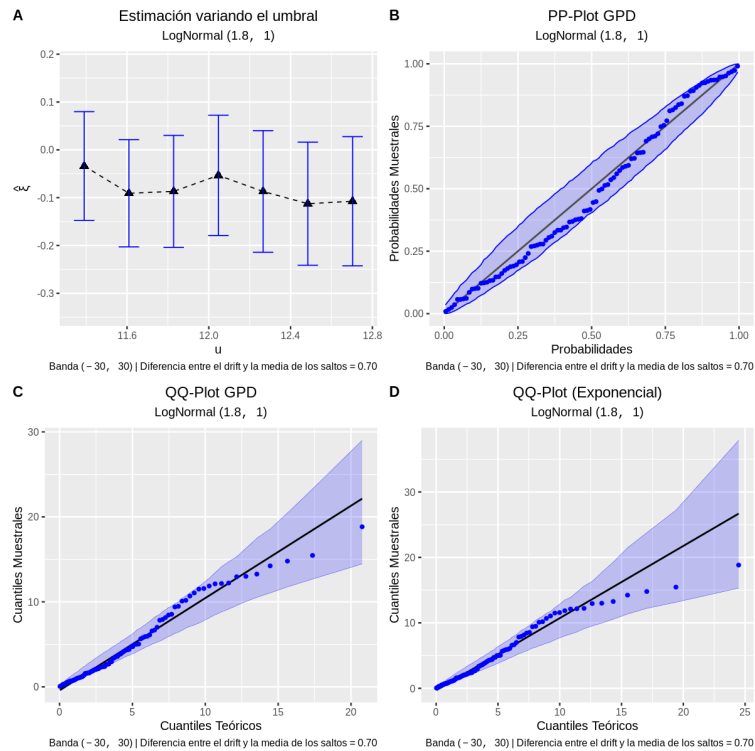 A
Estimación variando el umbral
LogNormal (1.8, 1)
0.2
0.1
0.0
-0.1
-0.2
-0.3
ξ̂
11.6
12.0
12.4
12.8
u
Banda (−30, 30) | Diferencia entre el drift y la media de los saltos = 0.70
B
PP-Plot GPD
LogNormal (1.8, 1)
1.00
0.75
0.50
0.25
0.00
Probabilidades Muestrales
0.00
0.25
0.50
0.75
1.00
Probabilidades
Banda (−30, 30) | Diferencia entre el drift y la media de los saltos = 0.70
C
QQ-Plot GPD
LogNormal (1.8, 1)
30
20
10
0
Cuantiles Muestrales
0
5
10
15
20
Cuantiles Teóricos
Banda (−30, 30) | Diferencia entre el drift y la media de los saltos = 0.70
D
QQ-Plot (Exponencial)
LogNormal (1.8, 1)
30
20
10
0
Cuantiles Muestrales
0
5
10
15
20
25
Cuantiles Teóricos
Banda (−30, 30) | Diferencia entre el drift y la media de los saltos = 0.70